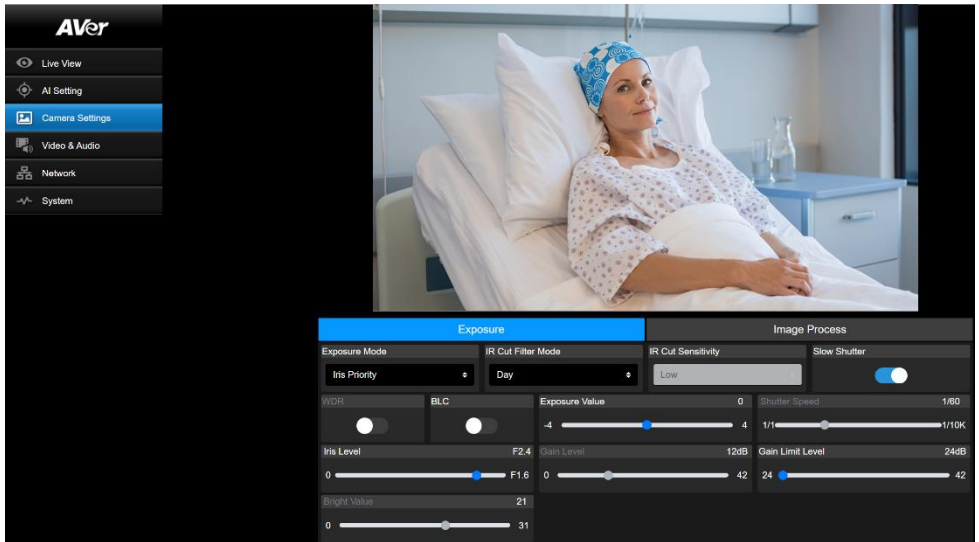 AVer
Live View
AI Setting
Camera Settings
Video & Audio
Network
System
Exposure Image Process
Exposure Mode IR Cut Filter Mode IR Cut Sensitivity Slow Shutter
Iris Priority Day Low
WDR BLC Exposure Value 0 Shutter Speed 1/60
-4 4 1/1 1/10K
Iris Level F2.4 Gain Level 12dB Gain Limit Level 24dB
0 F1.6 0 42 24 42
Bright Value 21
0 31